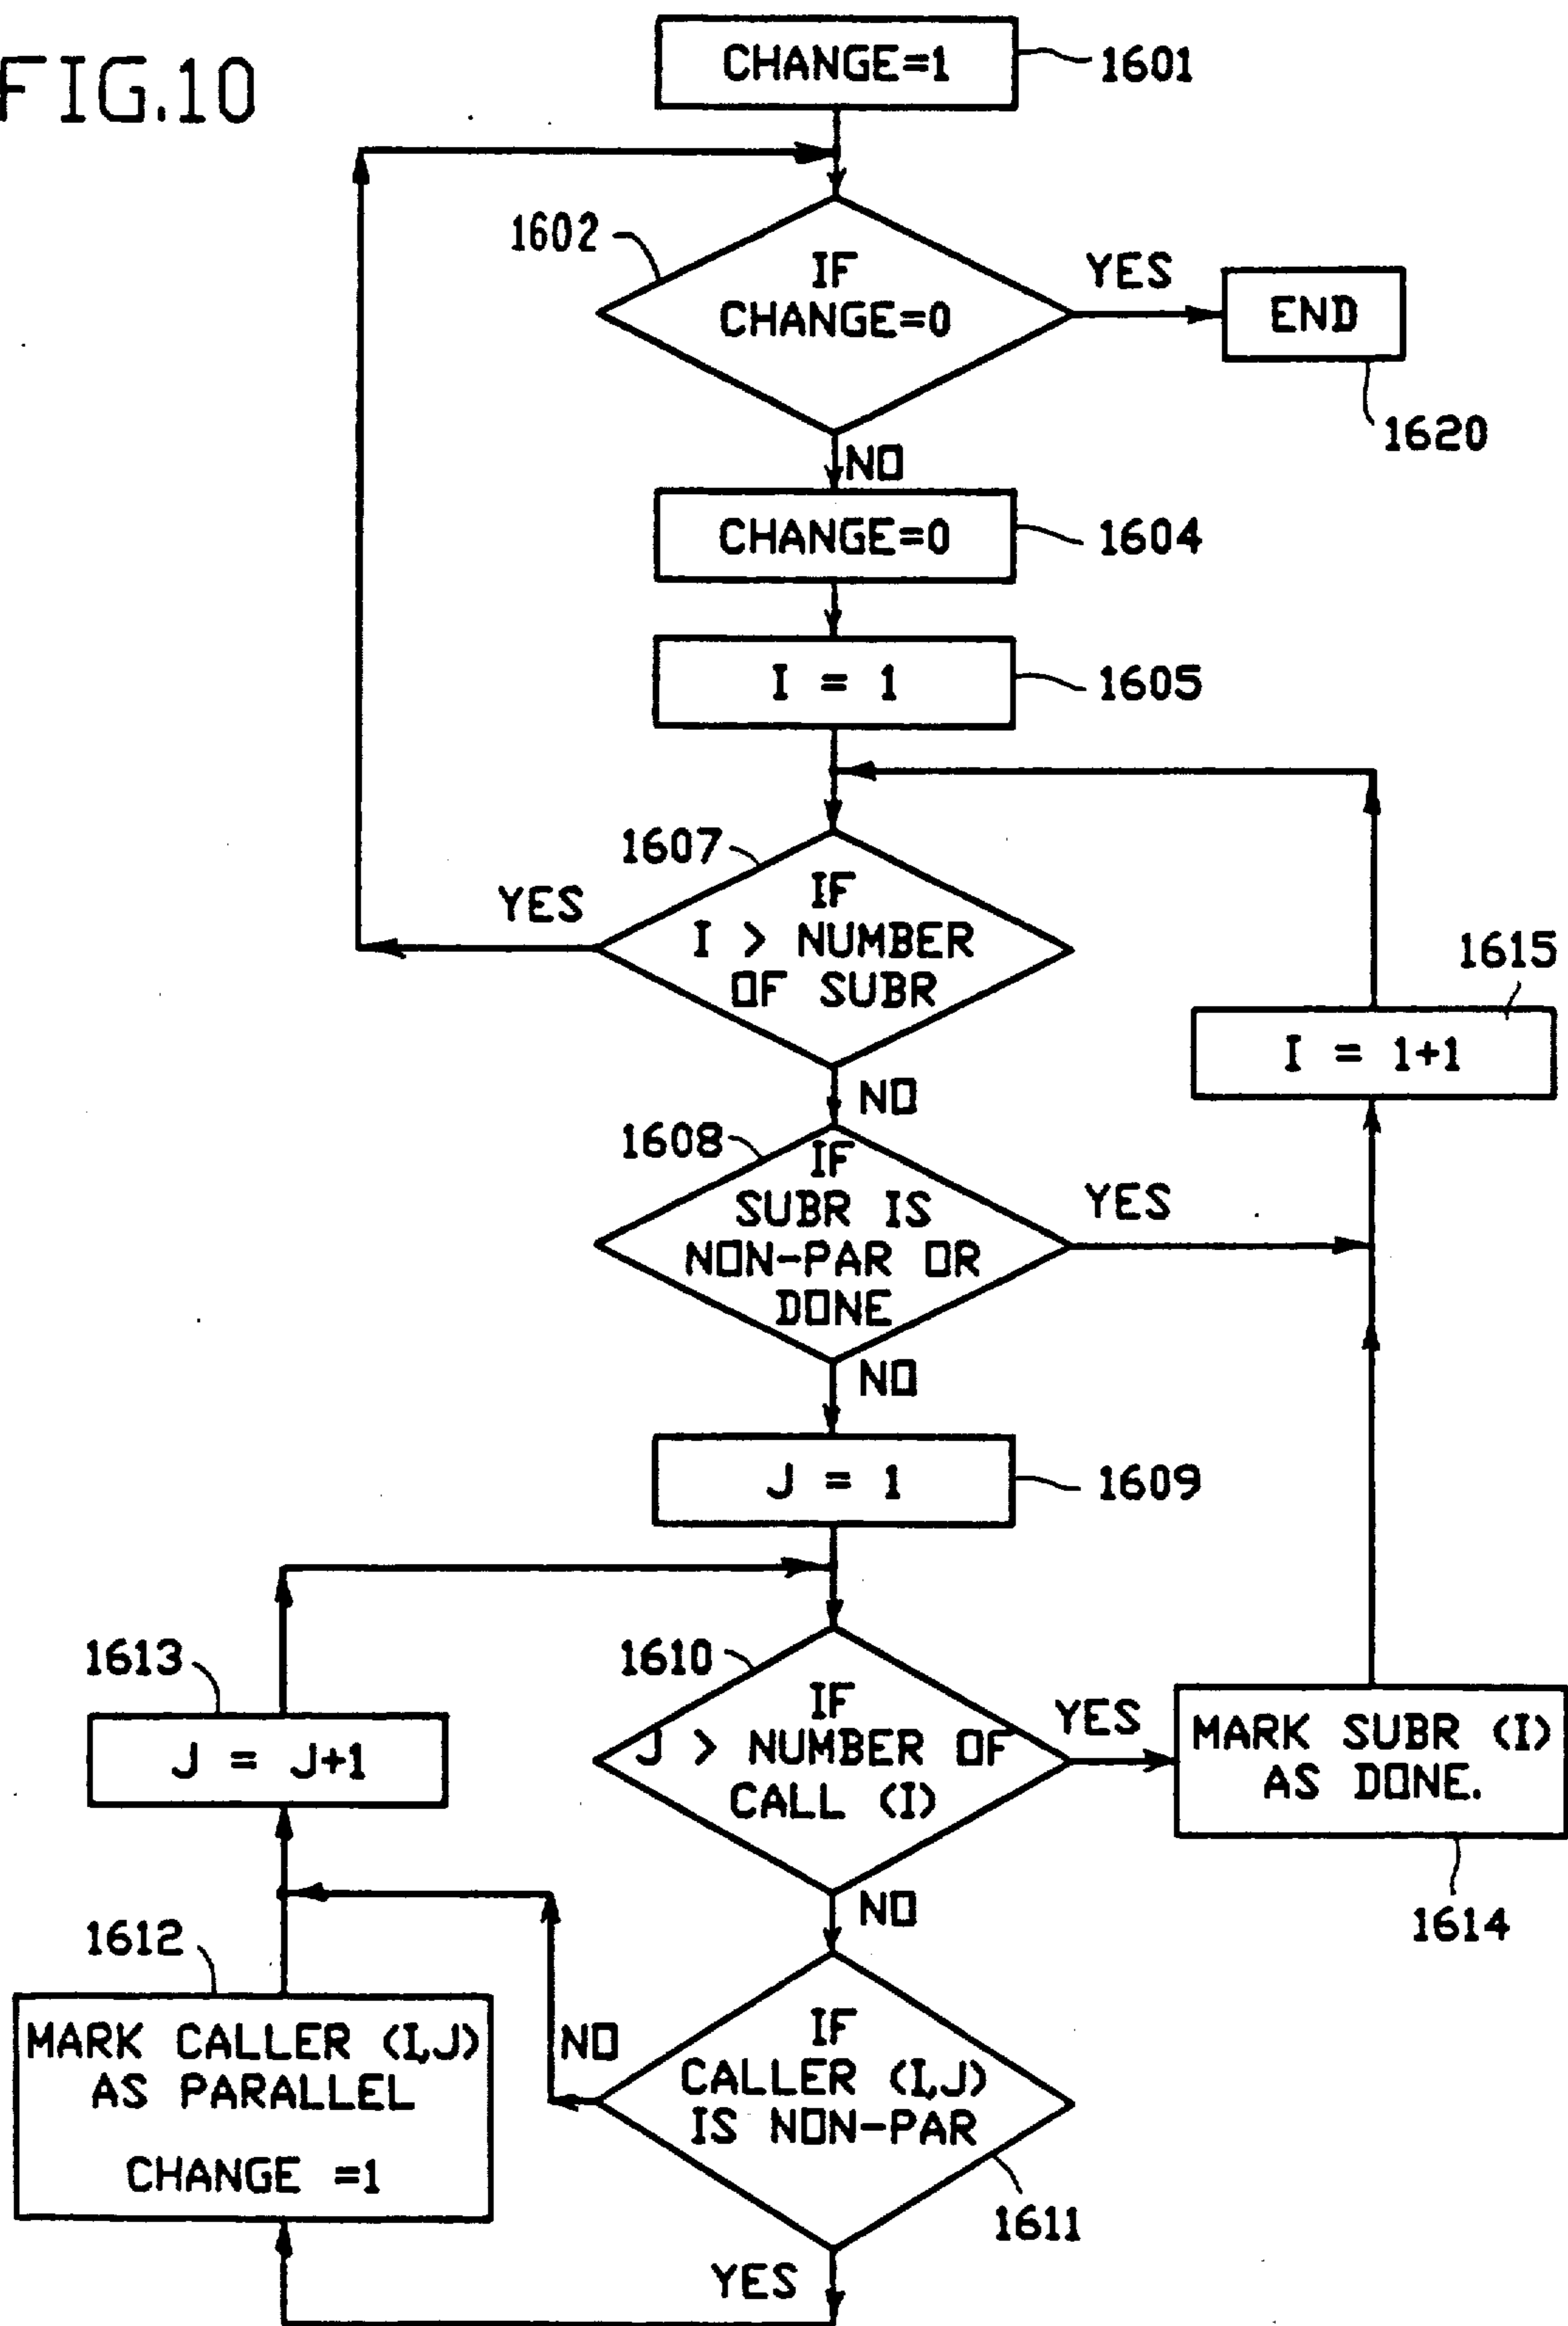 FIG.10
CHANGE=1
1601
1602
IF
CHANGE=0
YES
END
1620
NO
CHANGE=0
1604
I = 1
1605
1607
IF
I > NUMBER
OF SUBR
YES
1615
I = 1+1
NO
1608
IF
SUBR IS
NON-PAR OR
DONE
YES
NO
J = 1
1609
1613
J = J+1
1610
IF
J > NUMBER OF
CALL (I)
YES
MARK SUBR (I)
AS DONE.
1614
NO
1612
MARK CALLER (I,J)
AS PARALLEL
CHANGE =1
NO
IF
CALLER (I,J)
IS NON-PAR
1611
YES